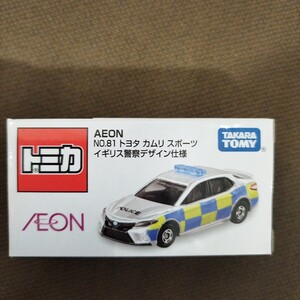 AEON
NO.81 トヨタ カムリ スポーツ
イギリス警察デザイン仕様
TAKARA
TOMY
トミカ
ÆON
POLICE